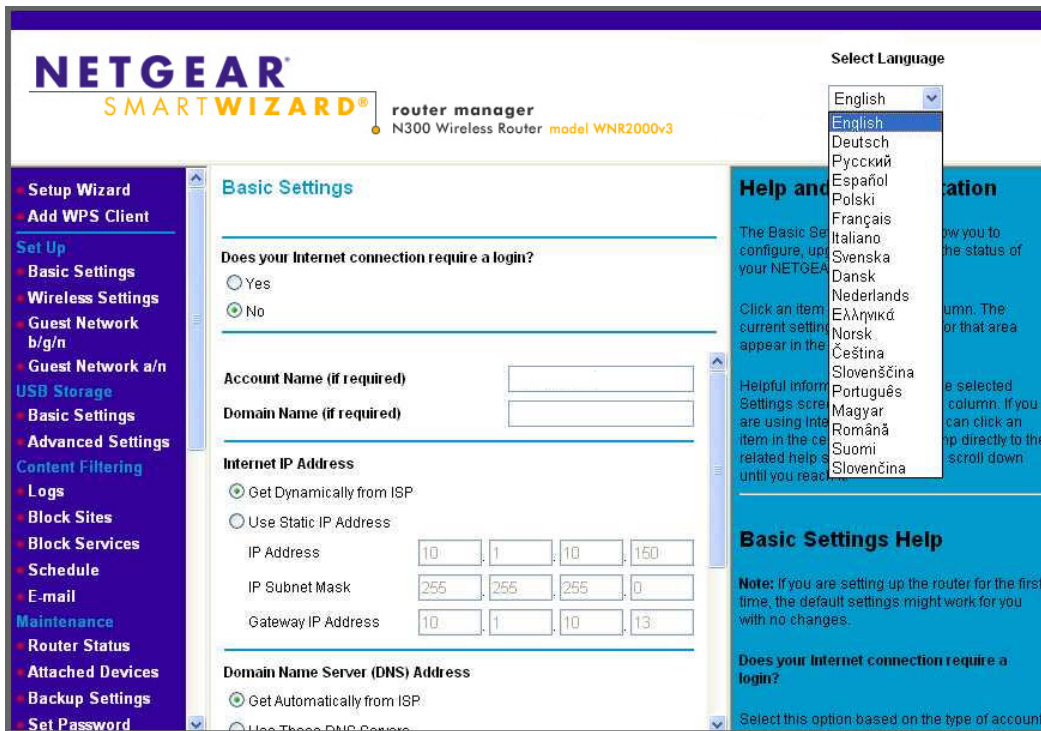 NETGEAR®
SMARTWIZARD®
router manager
N300 Wireless Router model WNR2000v3
Select Language
English
English
Deutsch
Русский
Español
Polski
Français
Italiano
Svenska
Dansk
Nederlands
Ελληνικά
Norsk
Čeština
Slovenščina
Português
Magyar
Română
Suomi
Slovenčina
Setup Wizard
Add WPS Client
Set Up
Basic Settings
Wireless Settings
Guest Network
b/g/n
Guest Network a/n
USB Storage
Basic Settings
Advanced Settings
Content Filtering
Logs
Block Sites
Block Services
Schedule
E-mail
Maintenance
Router Status
Attached Devices
Backup Settings
Set Password
Basic Settings
Does your Internet connection require a login?
Yes
No
Account Name (if required)
Domain Name (if required)
Internet IP Address
Get Dynamically from ISP
Use Static IP Address
IP Address 10 . 1 . 10 . 150
IP Subnet Mask 255 . 255 . 255 . 0
Gateway IP Address 10 . 1 . 10 . 13
Domain Name Server (DNS) Address
Get Automatically from ISP
Use These DNS Servers
Help and
The Basic ow you to
configure, the status of
your
Click an item umn. The
current or that area
appear in the
Helpful e selected
Settings column. If you
are using can click an
item in the directly to the
related help scroll down
until you
Basic Settings Help
Note: If you are setting up the router for the first
time, the default settings might work for you
with no changes.
Does your Internet connection require a
login?
Select this option based on the type of account